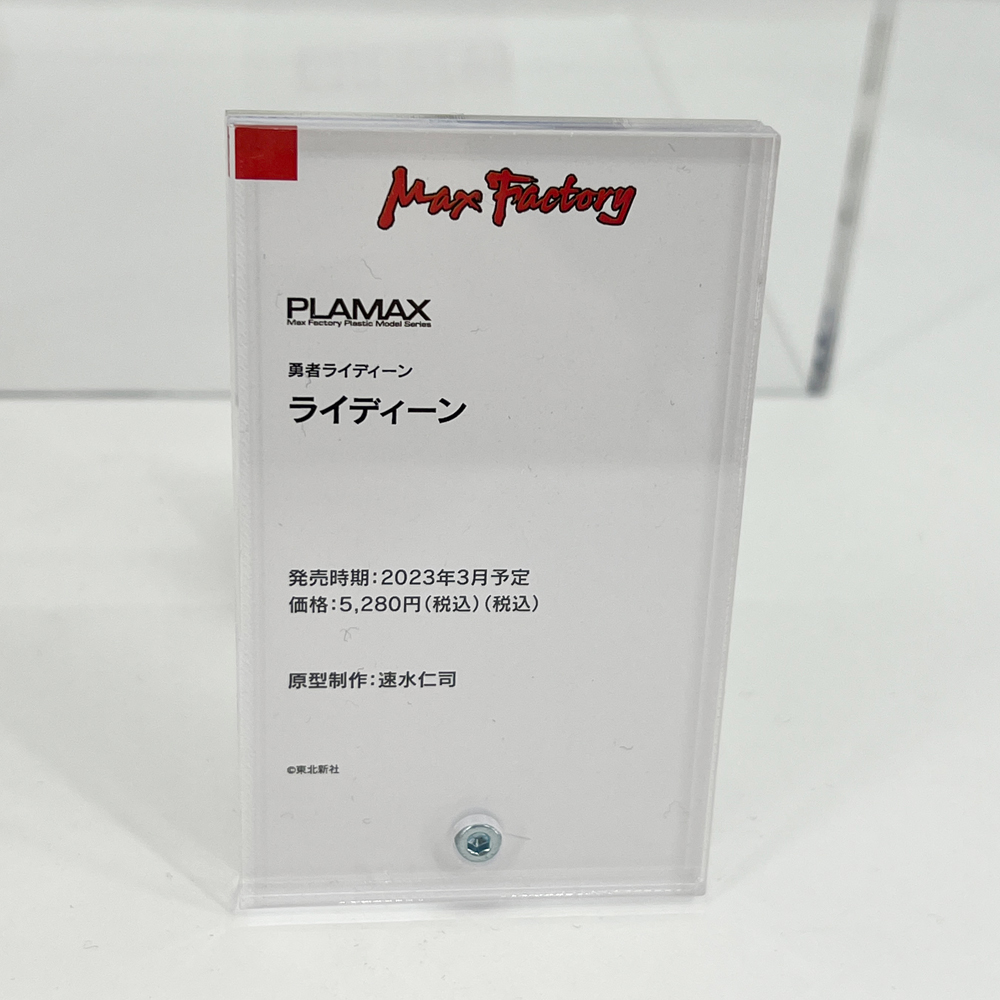 Max Factory
PLAMAX
Max Factory Plastic Model Series
勇者ライディーン
ライディーン
発売時期：2023年3月予定
価格：5,280円（税込）（税込）
原型制作：速水仁司
©東北新社